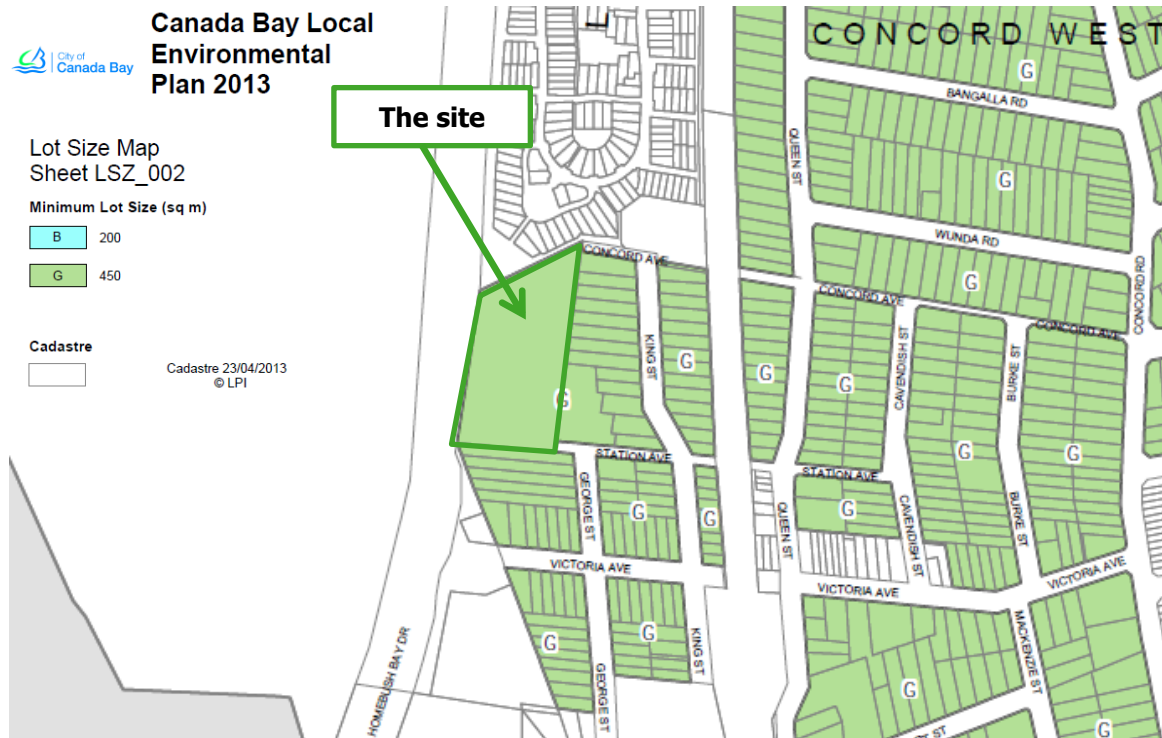 City of
Canada Bay
Canada Bay Local
Environmental
Plan 2013
Lot Size Map
Sheet LSZ_002
Minimum Lot Size (sq m)
B 200
G 450
Cadastre
Cadastre 23/04/2013
© LPI
The site
L
CONCORD WEST
G
BANGALLA RD
QUEEN ST
G
WUNDA RD
CONCORD AVE
G
CONCORD RD
CONCORD AVE
CONCORD AVE
KING ST
G
G
G
CAVENDISH ST
BURKE ST
G
STATION AVE
G
G
STATION AVE
GEORGE ST
G
G
QUEEN ST
G
CAVENDISH ST
BURKE ST
VICTORIA AVE
VICTORIA AVE
VICTORIA AVE
G
G
KING ST
MACKENZIE ST
HOMEBUSH BAY DR
GEORGE ST
G
ST
G